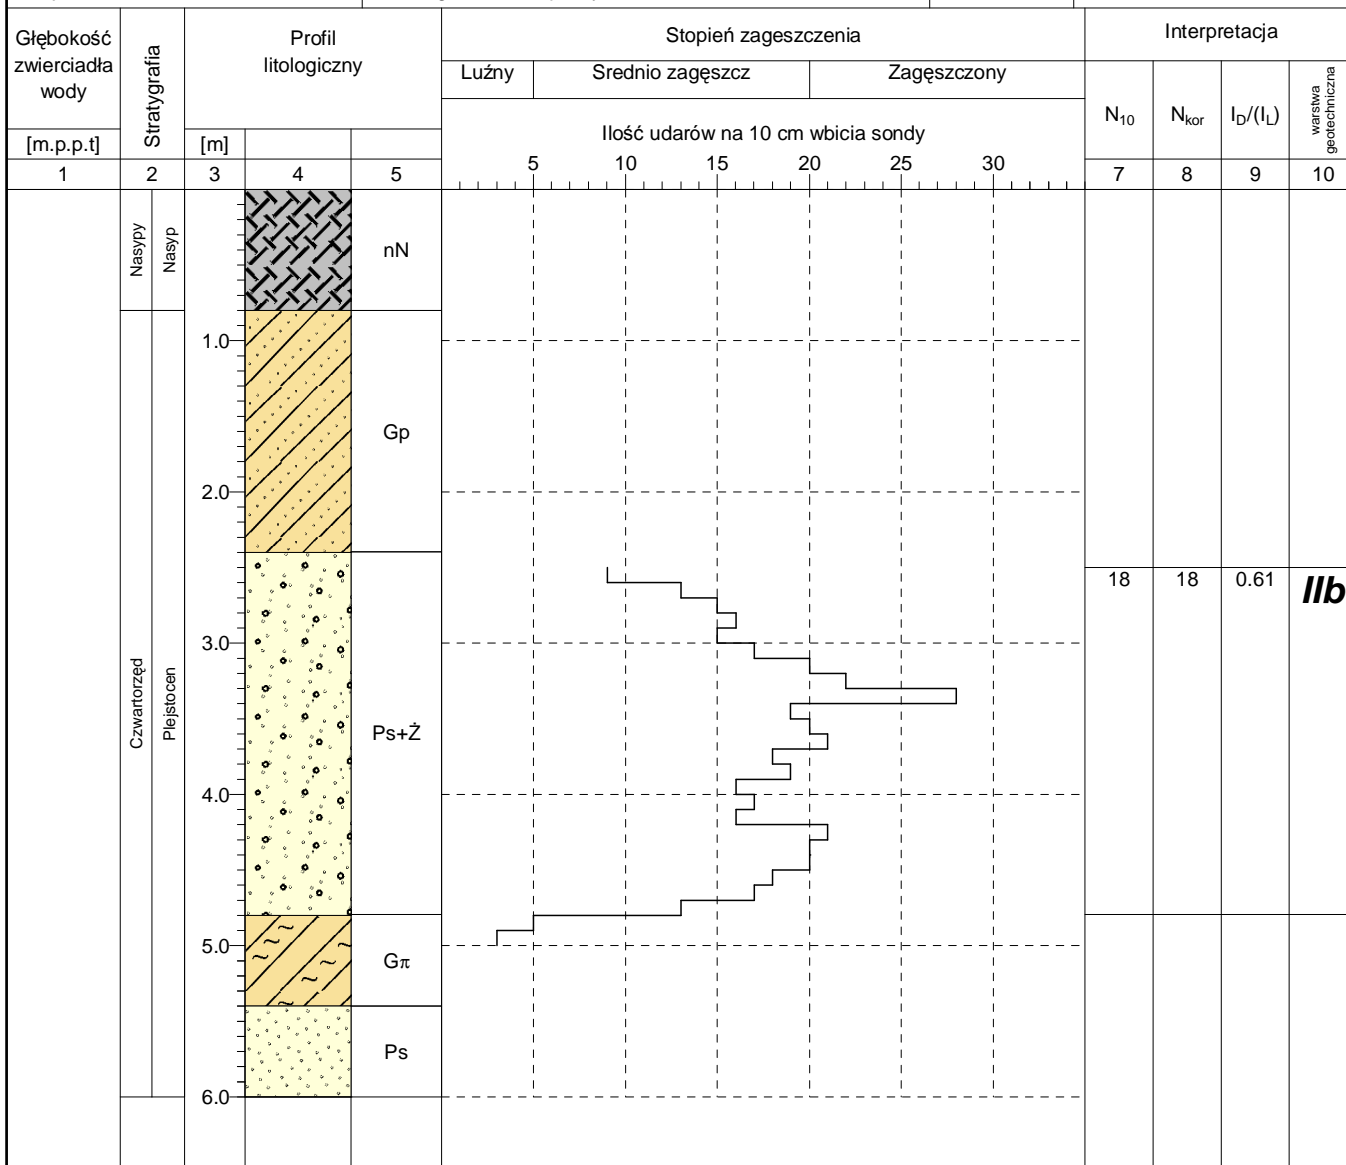 Głębokość zwierciadła wody
Stratygrafia
Profil litologiczny
Stopień zageszczenia
Interpretacja
Luźny
Srednio zagęszcz
Zagęszczony
N10
Nkor
ID/(IL)
warstwa geotechniczna
Ilość udarów na 10 cm wbicia sondy
[m.p.p.t]
[m]
5 10 15 20 25 30
1 2 3 4 5 7 8 9 10
Nasypy
Nasyp
nN
1.0
Gp
2.0
18 18 0.61 IIb
3.0
Czwartorzęd
Plejstocen
Ps+Ż
4.0
5.0
Gπ
Ps
6.0